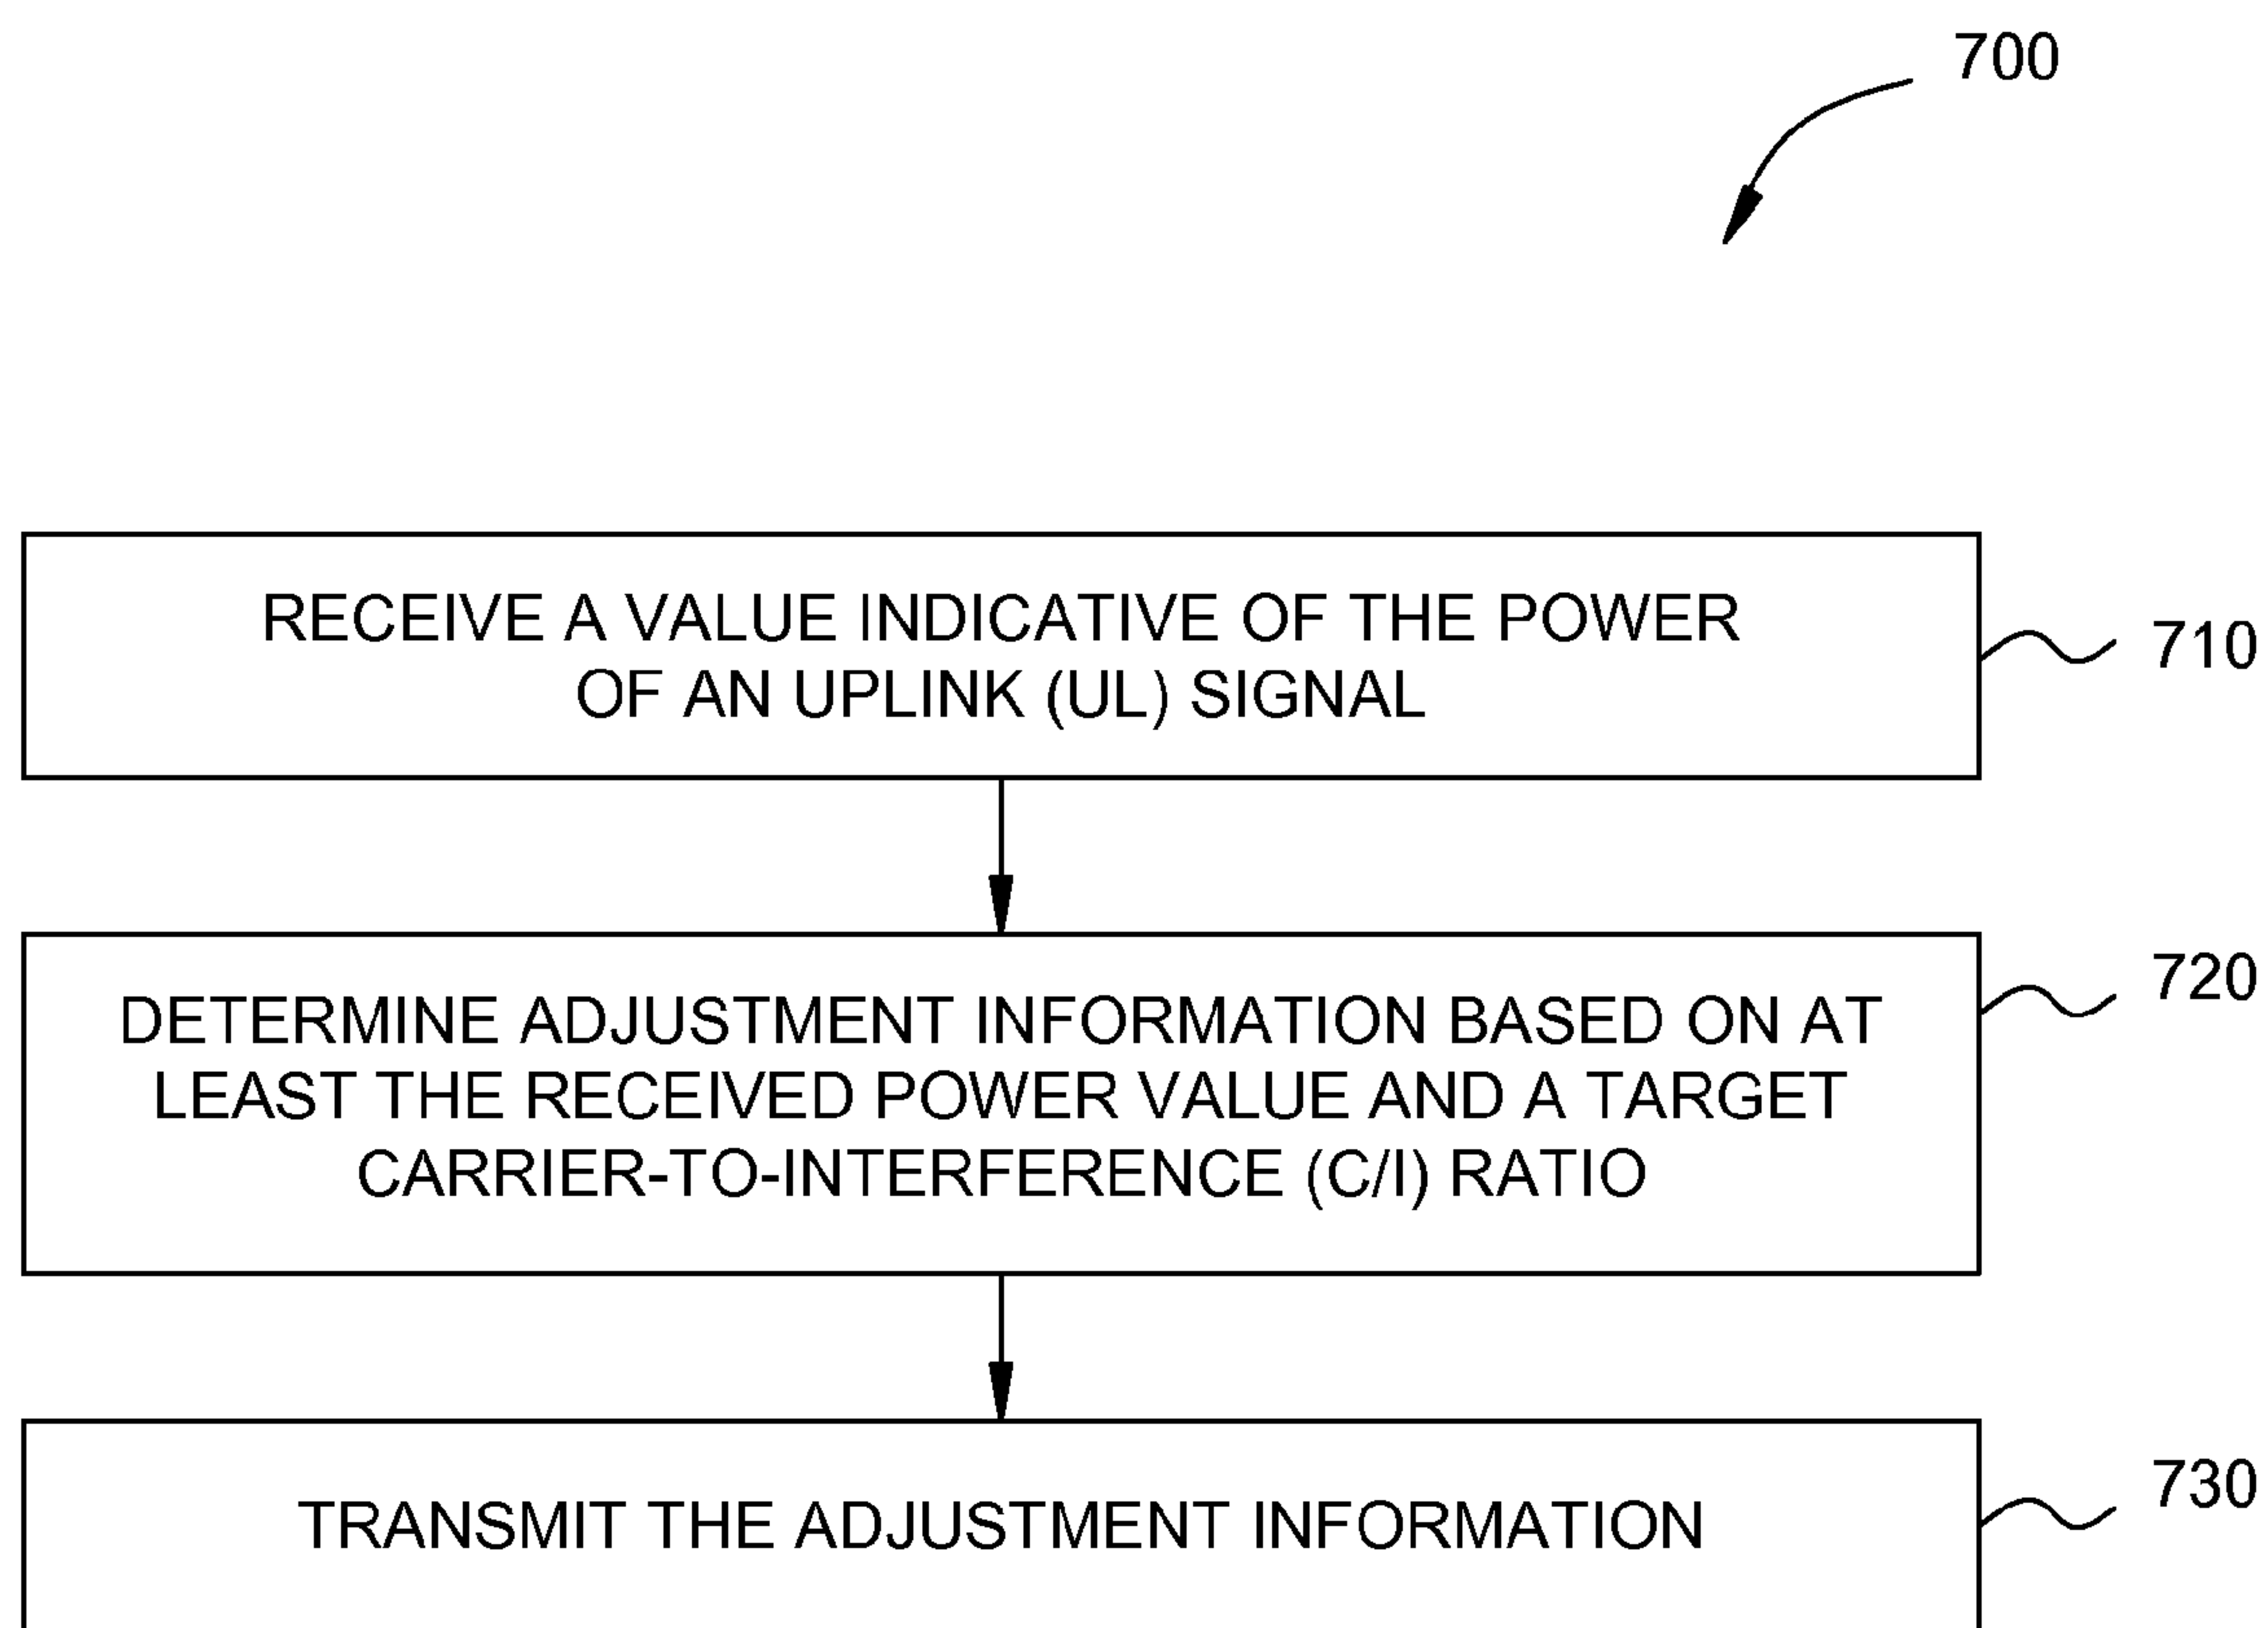 700
RECEIVE A VALUE INDICATIVE OF THE POWER
OF AN UPLINK (UL) SIGNAL
710
DETERMINE ADJUSTMENT INFORMATION BASED ON AT
LEAST THE RECEIVED POWER VALUE AND A TARGET
CARRIER-TO-INTERFERENCE (C/I) RATIO
720
TRANSMIT THE ADJUSTMENT INFORMATION
730